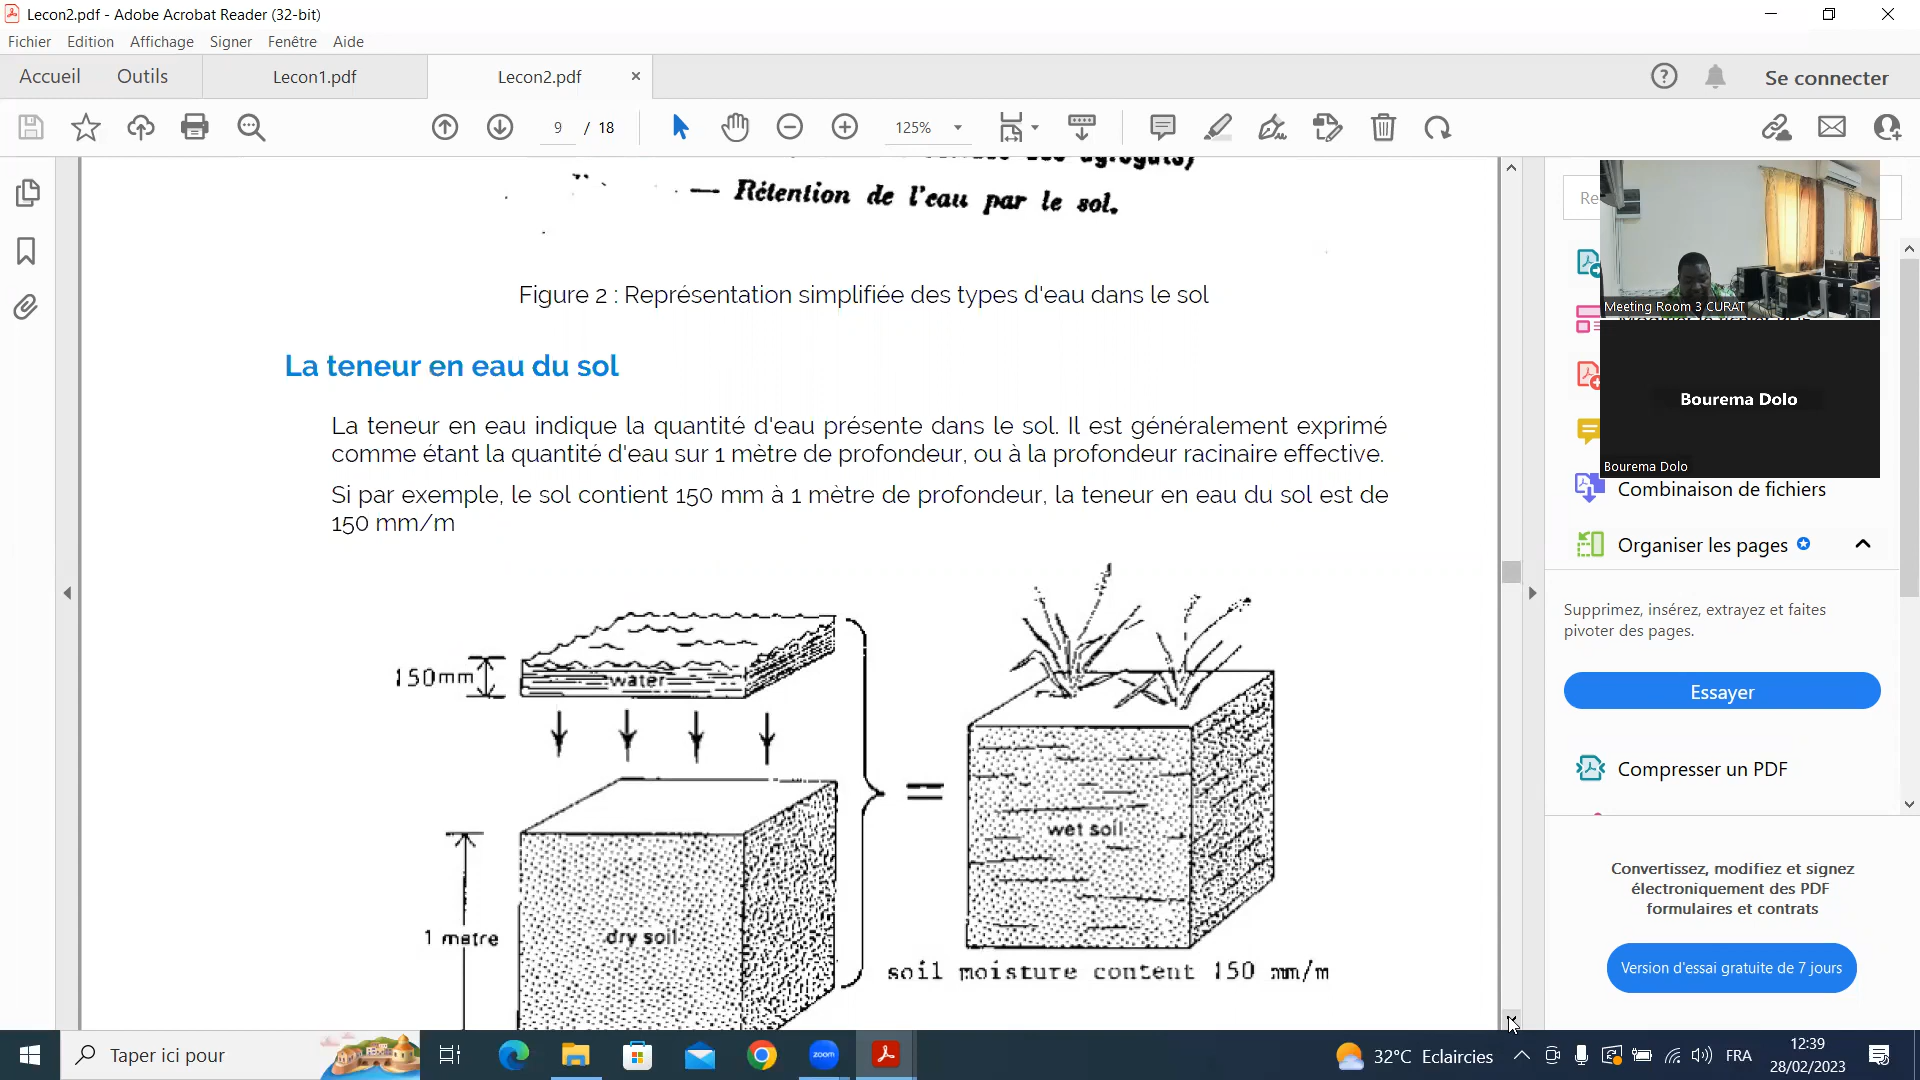 Lecon2.pdf - Adobe Acrobat Reader (32-bit)
Fichier Edition Affichage Signer Fenêtre Aide
Accueil Outils Lecon1.pdf Lecon2.pdf × Se connecter
9 / 18 125%
agrégats)
— Rétention de l'eau par le sol.
Figure 2 : Représentation simplifiée des types d'eau dans le sol
La teneur en eau du sol
La teneur en eau indique la quantité d'eau présente dans le sol. Il est généralement exprimé
comme étant la quantité d'eau sur 1 mètre de profondeur, ou à la profondeur racinaire effective.
Si par exemple, le sol contient 150 mm à 1 mètre de profondeur, la teneur en eau du sol est de
150 mm/m
150mm
water
1 metre
dry soil
=
wet soil
soil moisture content 150 mm/m
Re
Meeting Room 3 CURAT
Bourema Dolo
Bourema Dolo
Combinaison de fichiers
Organiser les pages
Supprimez, insérez, extrayez et faites
pivoter des pages.
Essayer
Compresser un PDF
Convertissez, modifiez et signez
électroniquement des PDF
formulaires et contrats
Version d'essai gratuite de 7 jours
Taper ici pour
zoom
32°C Eclaircies
FRA
12:39
28/02/2023